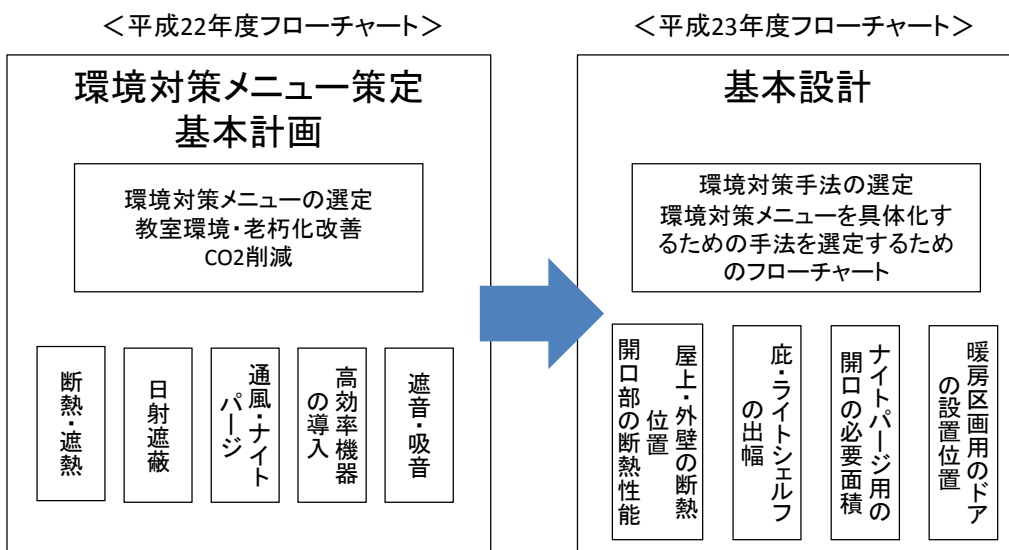 ＜平成22年度フローチャート＞
環境対策メニュー策定
基本計画
環境対策メニューの選定
教室環境・老朽化改善
CO2削減
断熱・遮熱
日射遮蔽
通風・ナイト
パージ
高効率機器
の導入
遮音・吸音
＜平成23年度フローチャート＞
基本設計
環境対策手法の選定
環境対策メニューを具体化す
るための手法を選定するため
のフローチャート
屋上・外壁の断熱
位置
開口部の断熱性能
庇・ライトシェルフ
の出幅
ナイトパージ用の
開口の必要面積
暖房区画用のドア
の設置位置